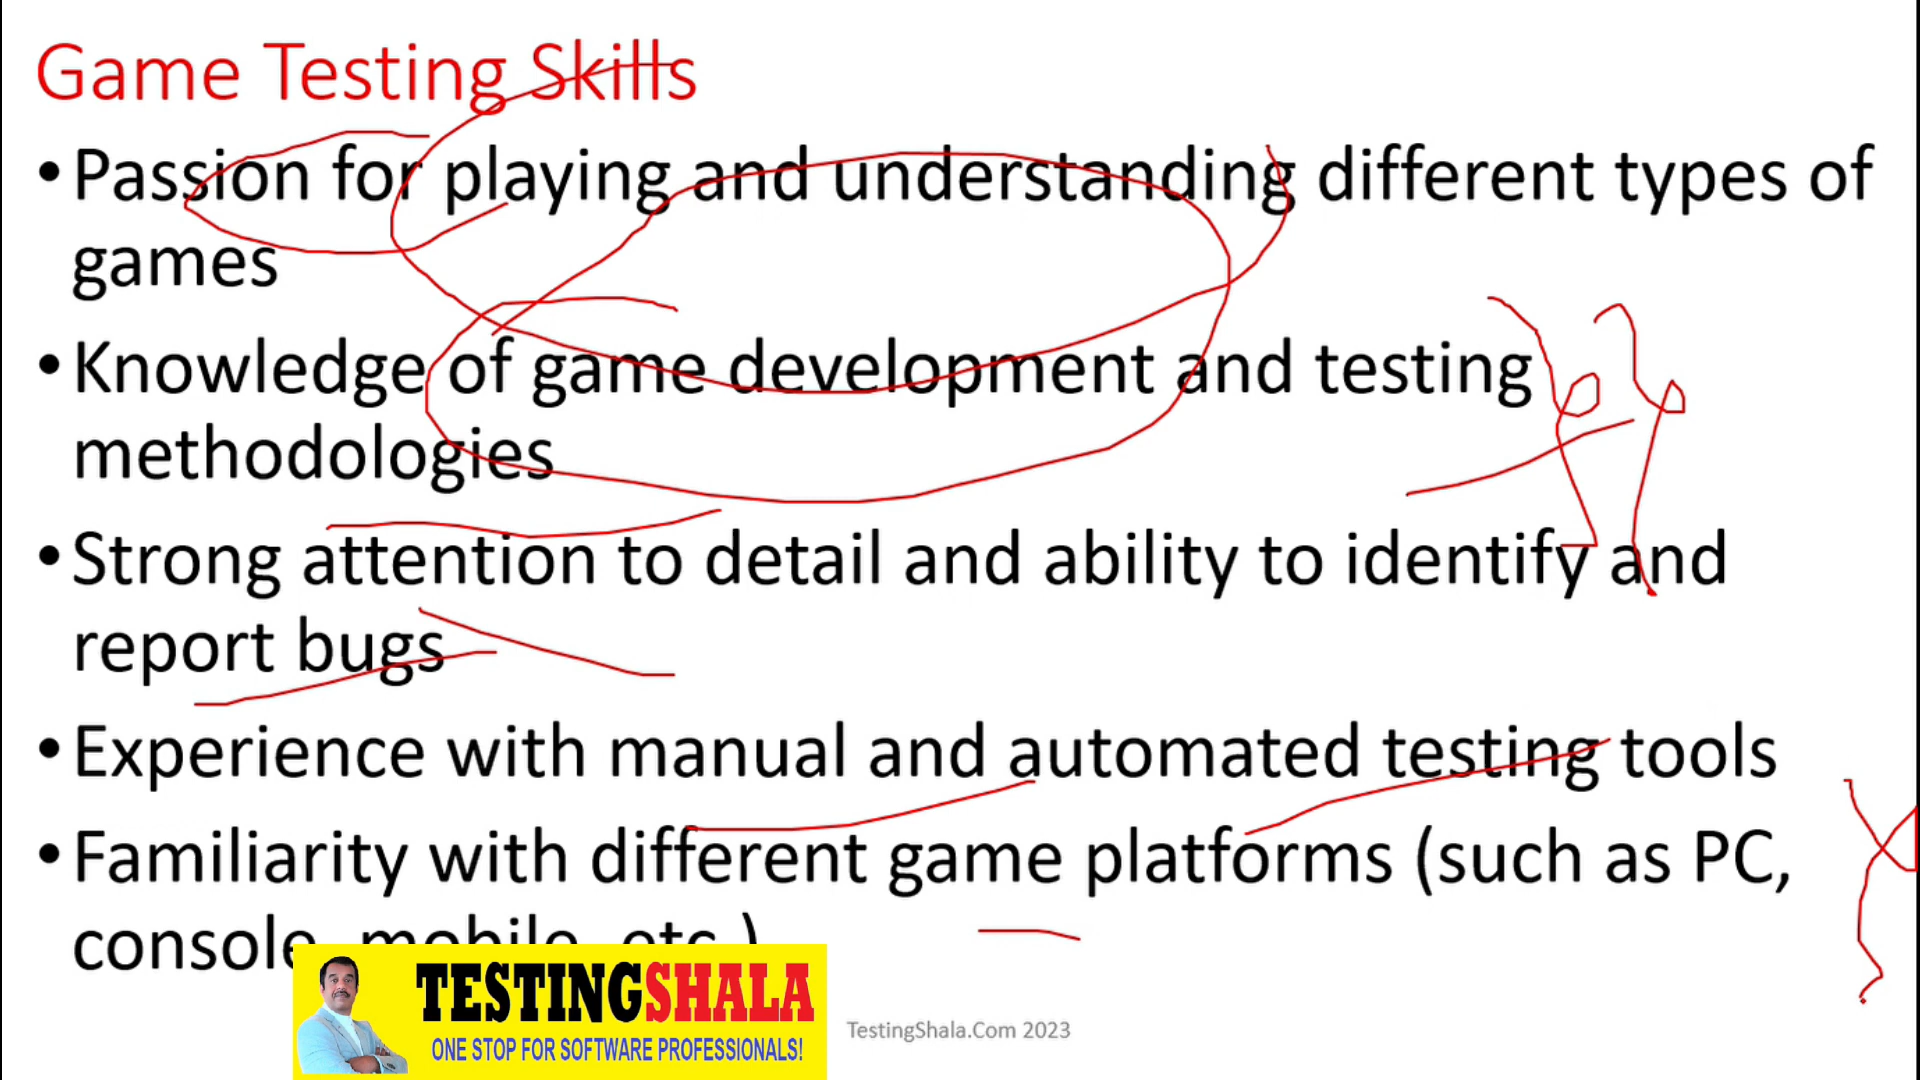 Game Testing Skills
• Passion for playing and understanding different types of
games
• Knowledge of game development and testing
methodologies
• Strong attention to detail and ability to identify and
report bugs
• Experience with manual and automated testing tools
• Familiarity with different game platforms (such as PC,
console, mobile, etc.)
TESTINGSHALA
ONE STOP FOR SOFTWARE PROFESSIONALS!
TestingShala.Com 2023